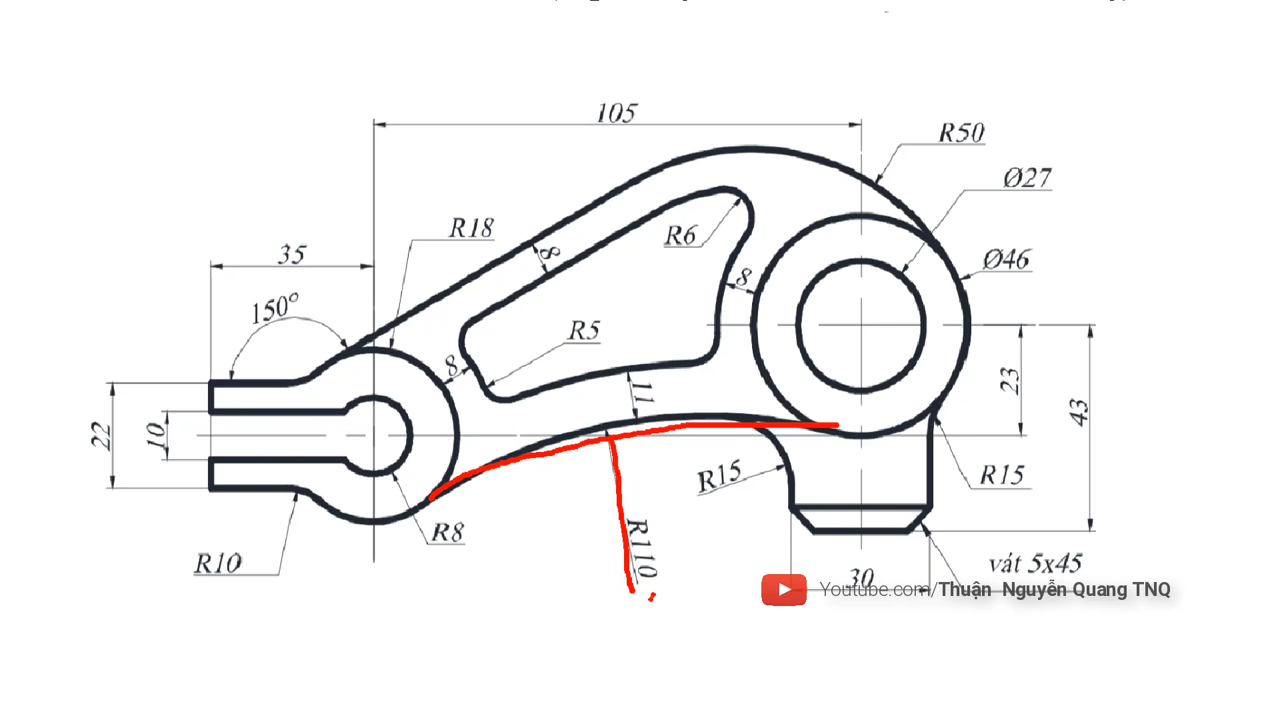 105
R50
Ø27
R18
R6
8
35
Ø46
150°
8
R5
8
23
11
43
22
10
R15
R15
R8
R110
R10
vát 5x45
30
Youtube.com/Thuận Nguyễn Quang TNQ